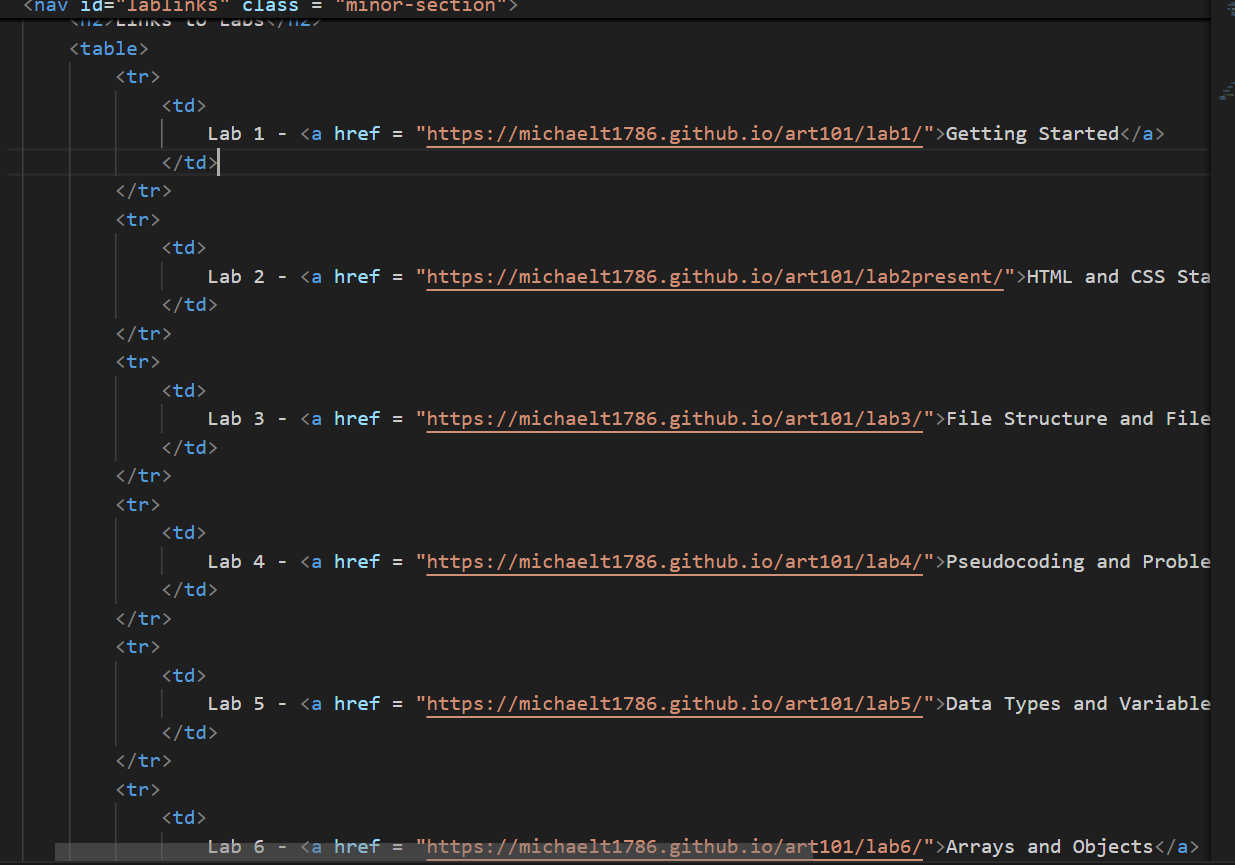 <nav id="lablinks" class = "minor-section">
<h2>Links to Labs</h2>
<table>
<tr>
<td>
Lab 1 - <a href = "https://michaelt1786.github.io/art101/lab1/">Getting Started</a>
</td>
</tr>
<tr>
<td>
Lab 2 - <a href = "https://michaelt1786.github.io/art101/lab2present/">HTML and CSS Sta
</td>
</tr>
<tr>
<td>
Lab 3 - <a href = "https://michaelt1786.github.io/art101/lab3/">File Structure and File
</td>
</tr>
<tr>
<td>
Lab 4 - <a href = "https://michaelt1786.github.io/art101/lab4/">Pseudocoding and Proble
</td>
</tr>
<tr>
<td>
Lab 5 - <a href = "https://michaelt1786.github.io/art101/lab5/">Data Types and Variable
</td>
</tr>
<tr>
<td>
Lab 6 - <a href = "https://michaelt1786.github.io/art101/lab6/">Arrays and Objects</a>